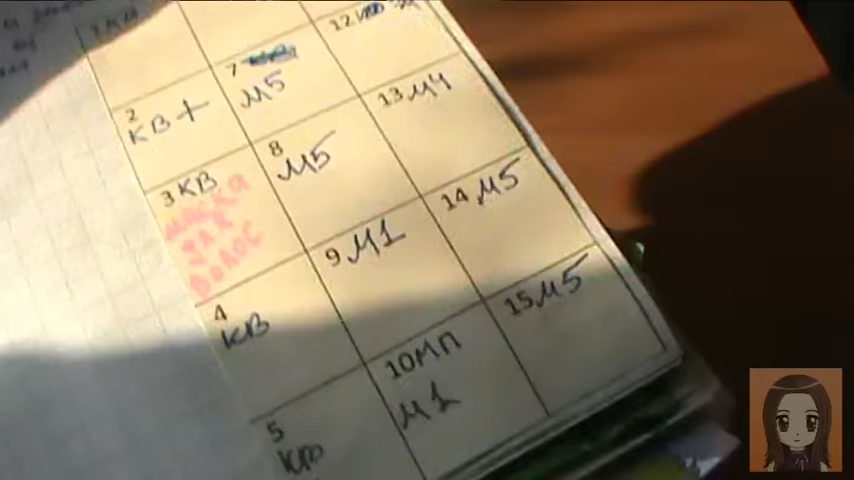 1 КВ
2
КВ+
3 КВ
МАСКА
ДЛЯ
ВОЛОС
4
КВ
5
КВ
7
М5
8
М5
9 М1
10 МП
М1
12
13 М4
14 М5
15 М5